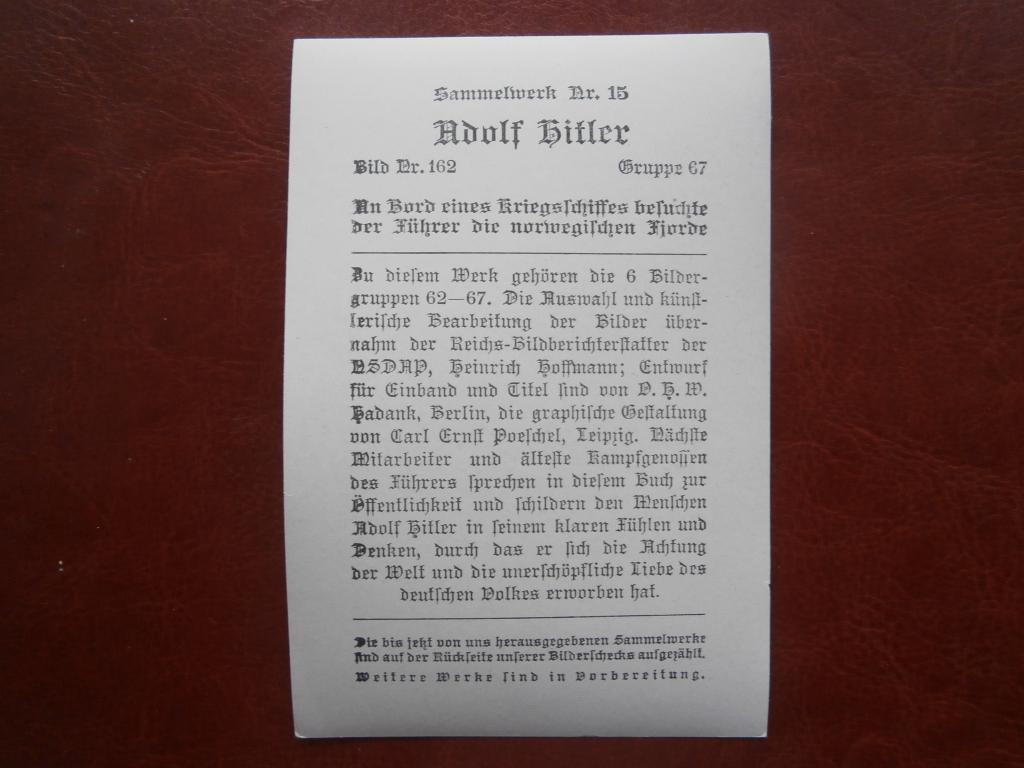 Sammelwerk Nr. 15
Adolf Hitler
Bild Nr. 162 Gruppe 67
An Bord eines Kriegsschiffes besuchte
der Führer die norwegischen Fjorde
Zu diesem Werk gehören die 6 Bilder-
gruppen 62—67. Die Auswahl und künst-
lerische Bearbeitung der Bilder über-
nahm der Reichs-Bildberichterstatter der
NSDAP, Heinrich Hoffmann; Entwurf
für Einband und Titel sind von O. H. W.
Hadank, Berlin, die graphische Gestaltung
von Carl Ernst Poeschel, Leipzig. Nächste
Mitarbeiter und älteste Kampfgenossen
des Führers sprechen in diesem Buch zur
Öffentlichkeit und schildern den Menschen
Adolf Hitler in seinem klaren Fühlen und
Denken, durch das er sich die Achtung
der Welt und die unerschöpfliche Liebe des
deutschen Volkes erworben hat.
Die bis jetzt von uns herausgegebenen Sammelwerke
sind auf der Rückseite unserer Bilderschecks aufgezählt.
Weitere Werke sind in Vorbereitung.